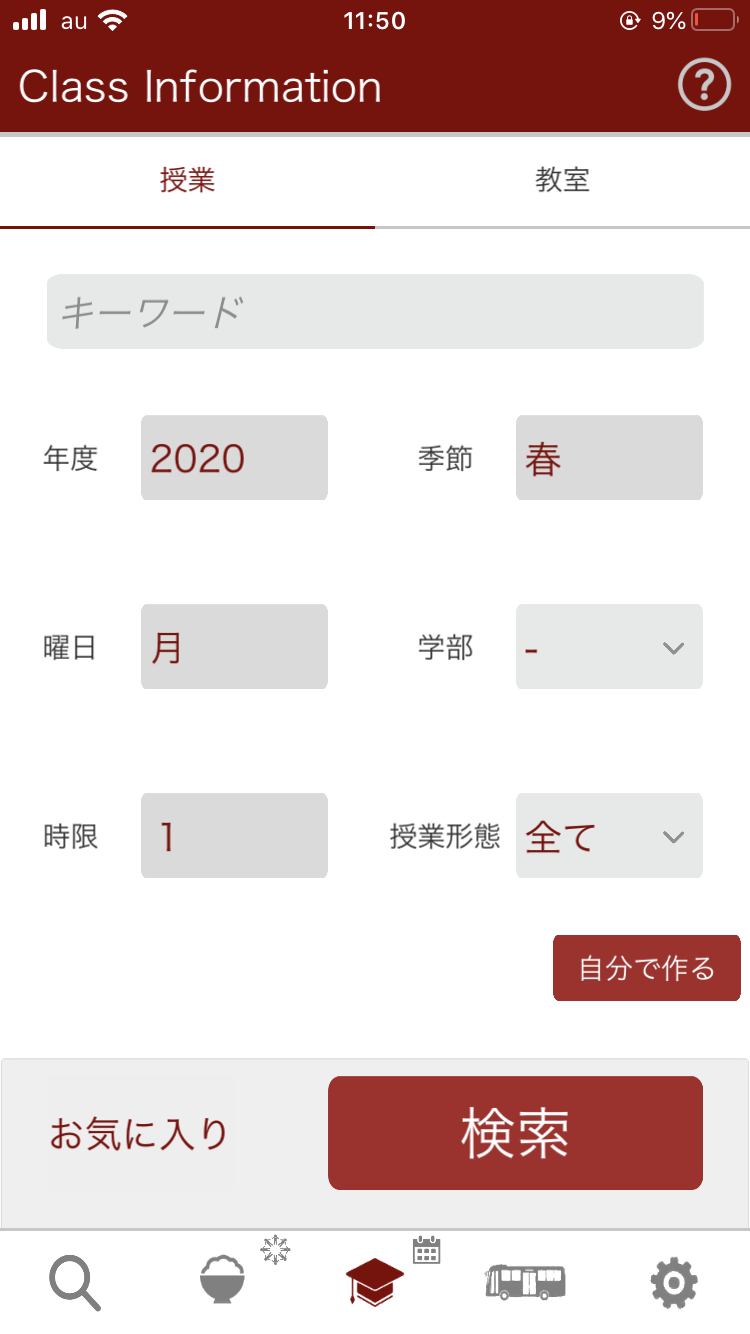 au 11:50 9%
Class Information ?
授業 教室
キーワード
年度 2020 季節 春
曜日 月 学部 -
時限 1 授業形態 全て
自分で作る
お気に入り 検索